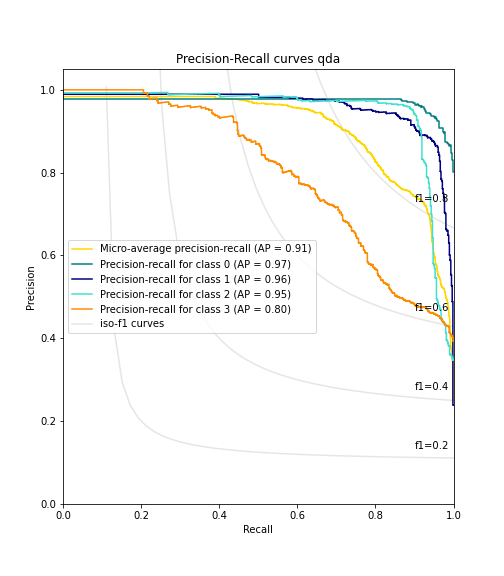 Precision-Recall curves qda
1.0
0.8
0.6
0.4
0.2
0.0
Precision
f1=0.8
f1=0.6
f1=0.4
f1=0.2
Micro-average precision-recall (AP = 0.91)
Precision-recall for class 0 (AP = 0.97)
Precision-recall for class 1 (AP = 0.96)
Precision-recall for class 2 (AP = 0.95)
Precision-recall for class 3 (AP = 0.80)
iso-f1 curves
0.0 0.2 0.4 0.6 0.8 1.0
Recall